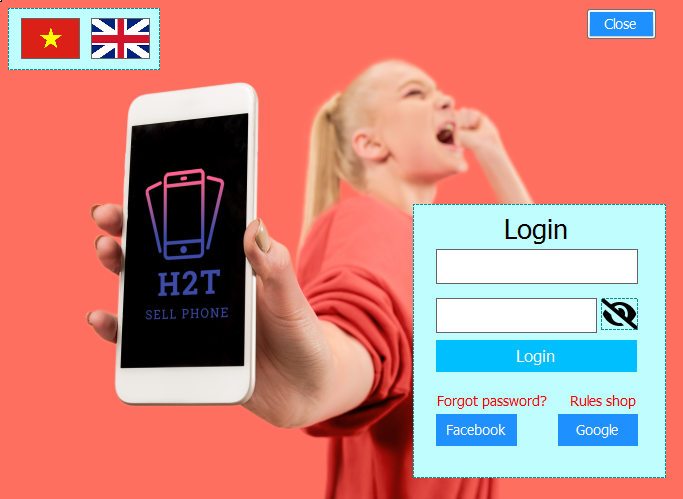 Close
H2T
SELL PHONE
Login
Login
Forgot password? Rules shop
Facebook Google